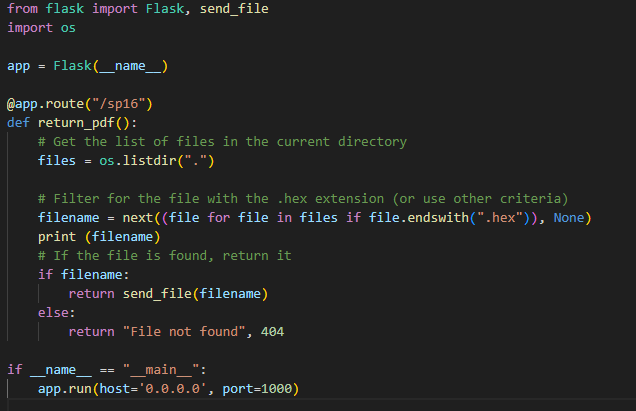 from flask import Flask, send_file
import os

app = Flask(__name__)

@app.route("/sp16")
def return_pdf():
    # Get the list of files in the current directory
    files = os.listdir(".")

    # Filter for the file with the .hex extension (or use other criteria)
    filename = next((file for file in files if file.endswith(".hex")), None)
    print (filename)
    # If the file is found, return it
    if filename:
        return send_file(filename)
    else:
        return "File not found", 404

if __name__ == "__main__":
    app.run(host='0.0.0.0', port=1000)